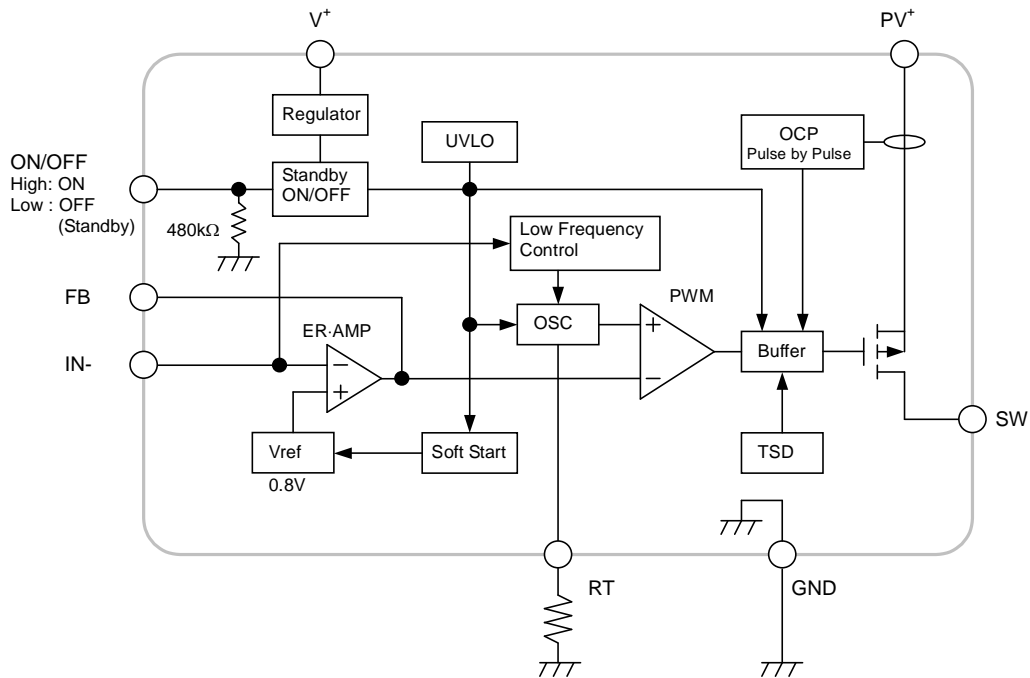 V+
PV+
Regulator
UVLO
OCP
Pulse by Pulse
ON/OFF
High: ON
Low : OFF
(Standby)
Standby
ON/OFF
480kΩ
Low Frequency
Control
FB
PWM
ER·AMP
OSC
+
Buffer
IN-
−
+
−
SW
Vref
Soft Start
TSD
0.8V
RT
GND